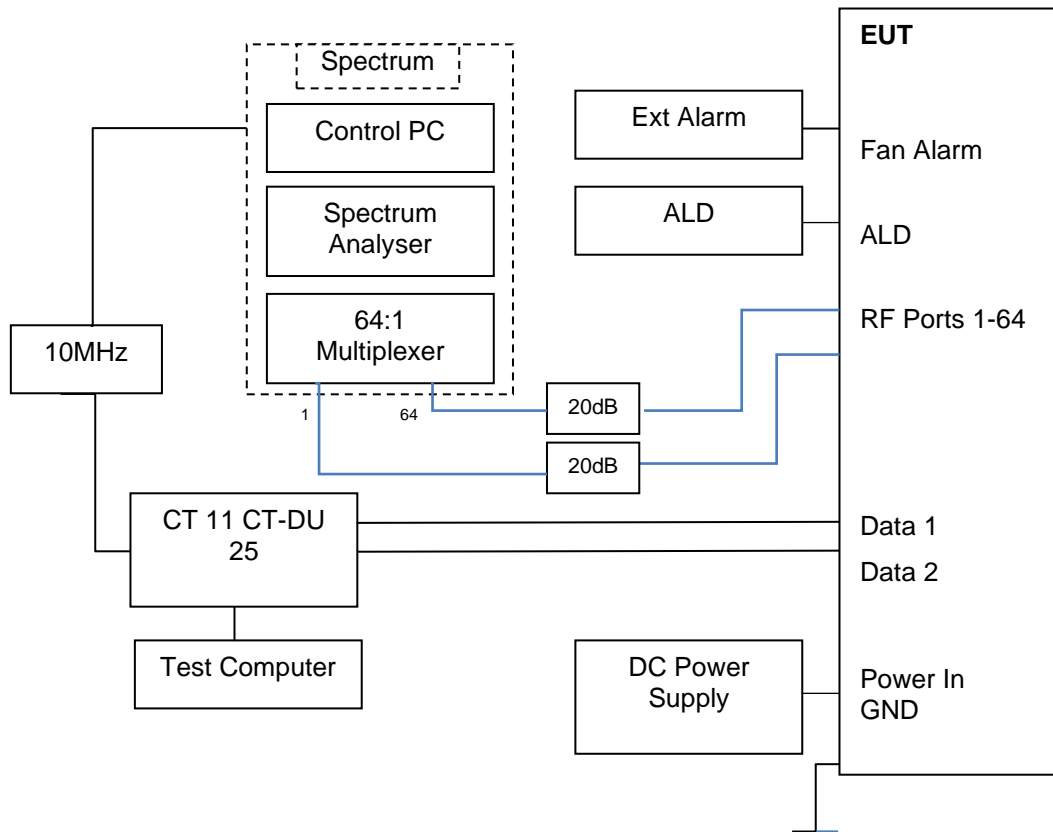 EUT
Spectrum
Control PC
Spectrum
Analyser
64:1
Multiplexer
1
64
10MHz
Ext Alarm
Fan Alarm
ALD
ALD
RF Ports 1-64
20dB
20dB
CT 11 CT-DU
25
Data 1
Data 2
Test Computer
DC Power
Supply
Power In
GND